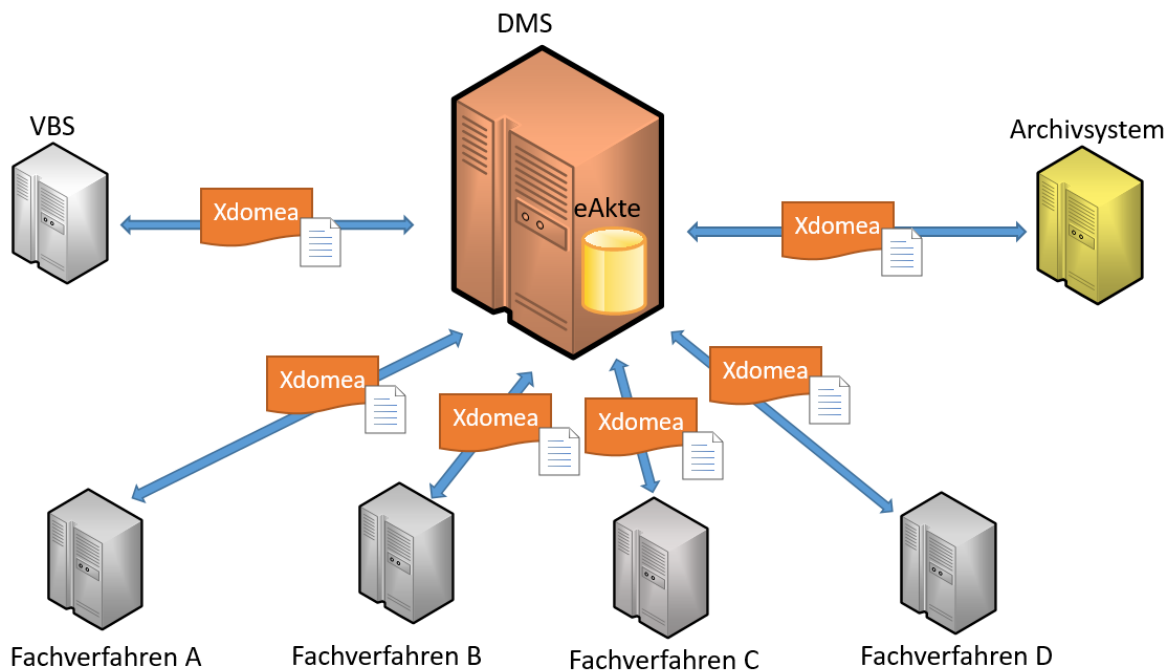 DMS
VBS
Archivsystem
eAkte
Xdomea
Xdomea
Xdomea
Xdomea
Xdomea
Xdomea
Fachverfahren A
Fachverfahren B
Fachverfahren C
Fachverfahren D